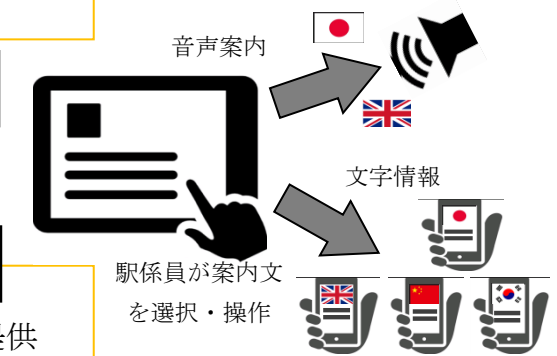 音声案内
文字情報
駅係員が案内文
を選択・操作
供